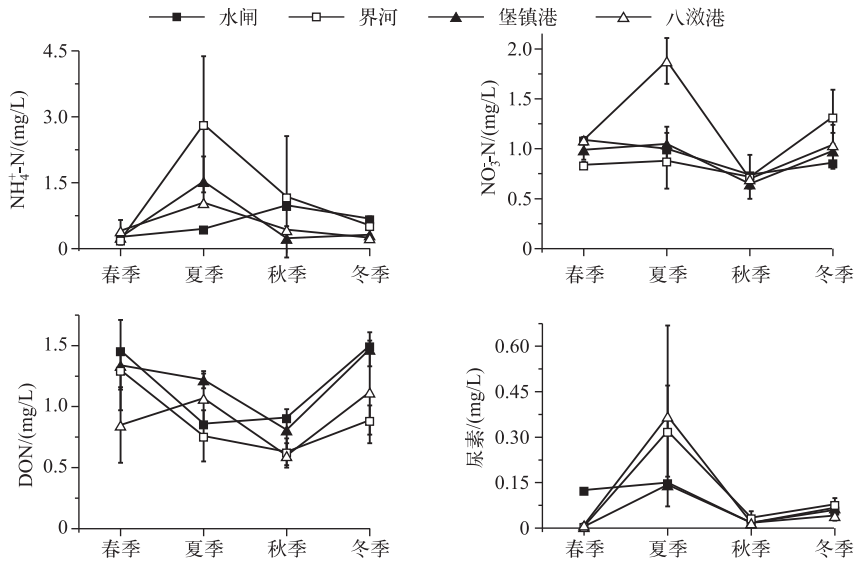 水闸 界河 堡镇港 八滧港
NH₄⁺-N/(mg/L)
4.5
3.0
1.5
0
春季 夏季 秋季 冬季
NO₃⁻-N/(mg/L)
2.0
1.5
1.0
0.5
0
春季 夏季 秋季 冬季
DON/(mg/L)
1.5
1.0
0.5
0
春季 夏季 秋季 冬季
尿素/(mg/L)
0.60
0.45
0.30
0.15
0
春季 夏季 秋季 冬季